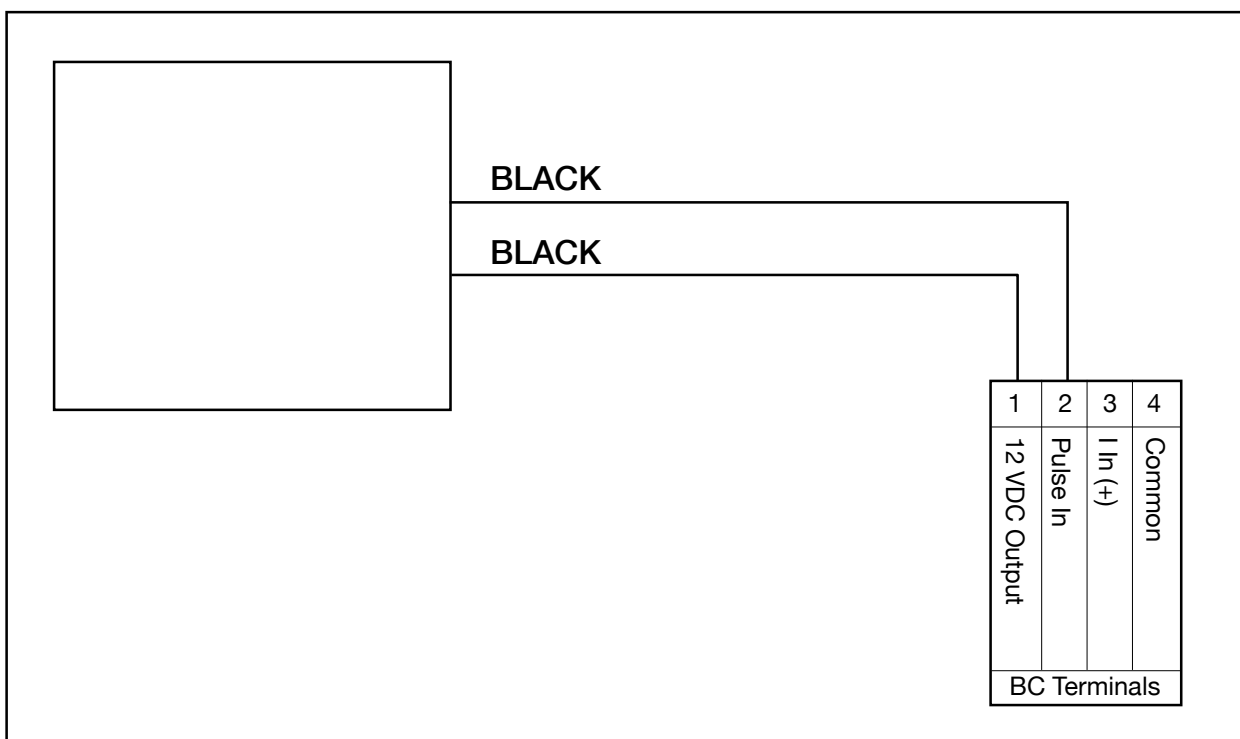 BLACK
BLACK
1
2
3
4
12 VDC Output
Pulse In
I In (+)
Common
BC Terminals